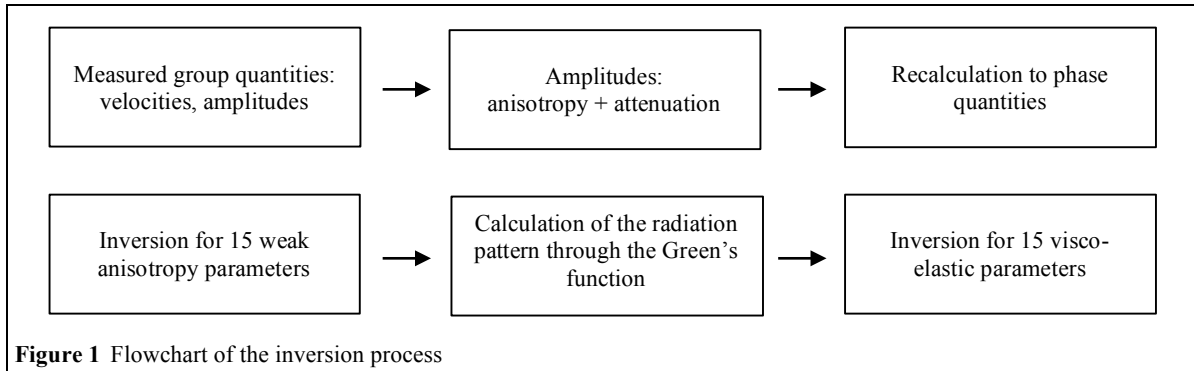 Measured group quantities:
velocities, amplitudes
Amplitudes:
anisotropy + attenuation
Recalculation to phase
quantities
Inversion for 15 weak
anisotropy parameters
Calculation of the radiation
pattern through the Green’s
function
Inversion for 15 visco-
elastic parameters
Figure 1 Flowchart of the inversion process